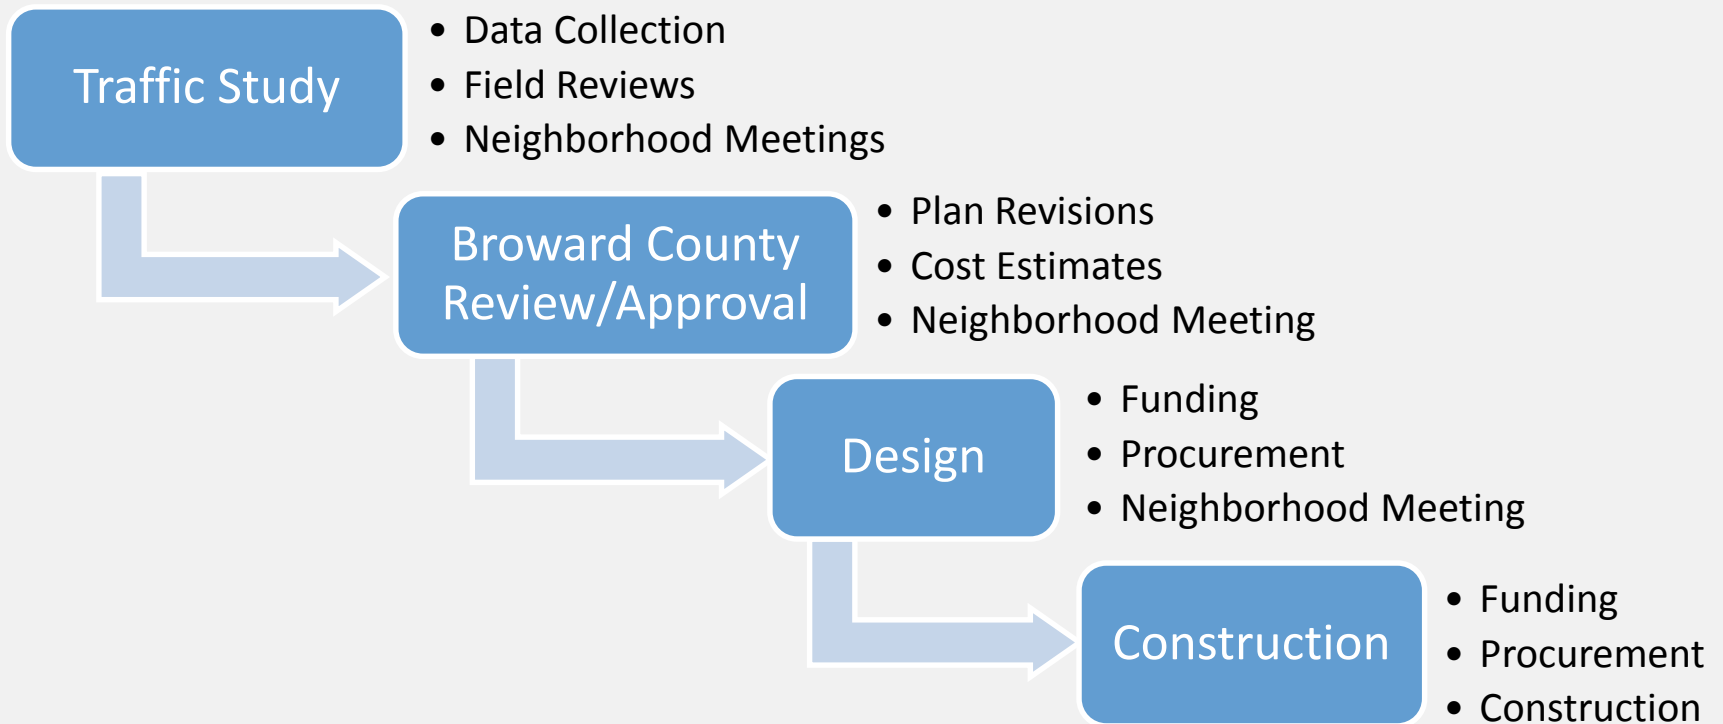 Traffic Study
• Data Collection
• Field Reviews
• Neighborhood Meetings
Broward County
Review/Approval
• Plan Revisions
• Cost Estimates
• Neighborhood Meeting
Design
• Funding
• Procurement
• Neighborhood Meeting
Construction
• Funding
• Procurement
• Construction